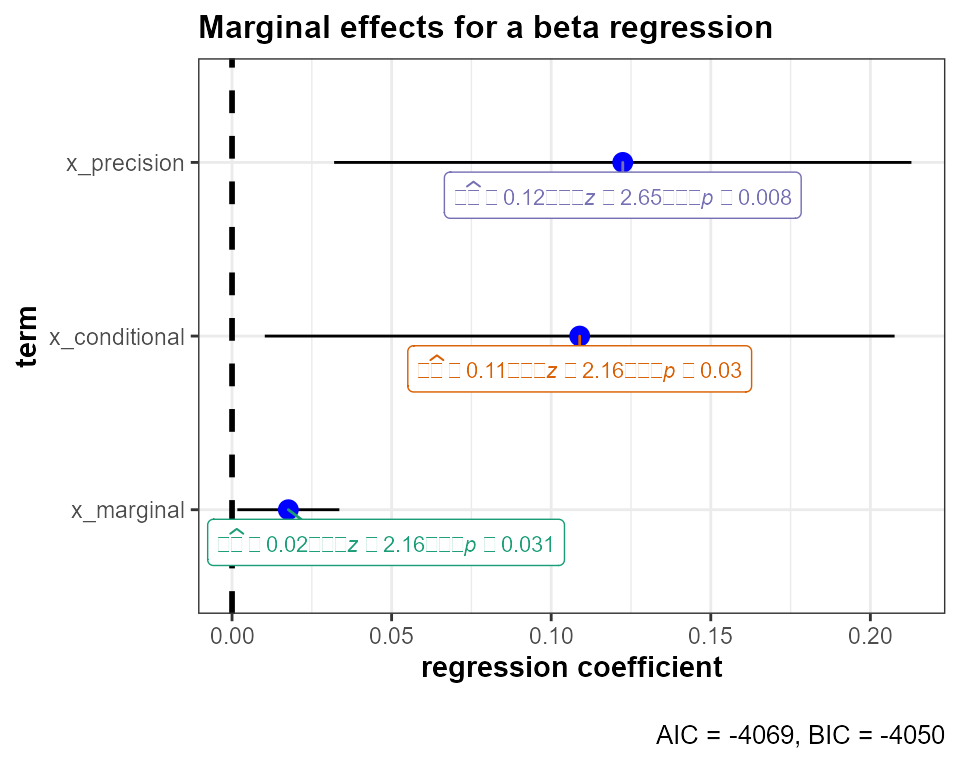 Marginal effects for a beta regression
x_precision
□□ □ 0.12□□□z □ 2.65□□□p □ 0.008
term
x_conditional
□□ □ 0.11□□□z □ 2.16□□□p □ 0.03
x_marginal
□□ □ 0.02□□□z □ 2.16□□□p □ 0.031
0.00 0.05 0.10 0.15 0.20
regression coefficient
AIC = -4069, BIC = -4050